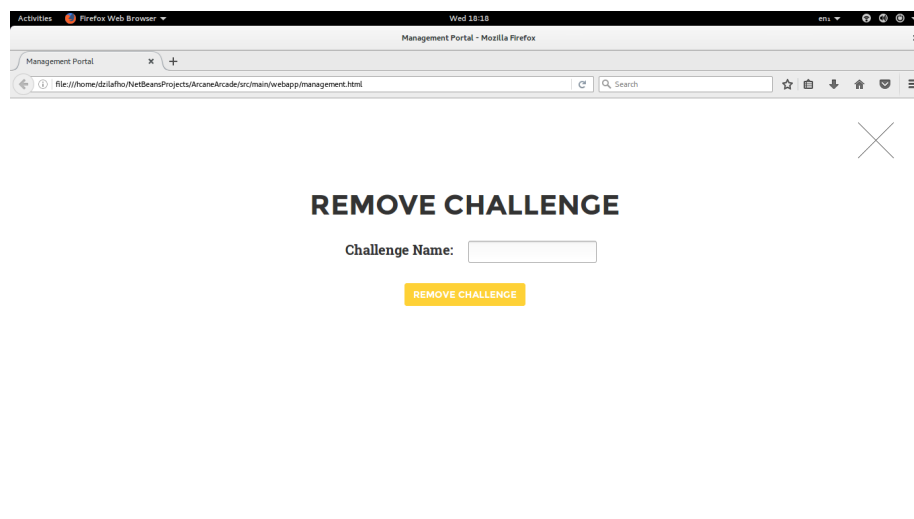 Activities Firefox Web Browser Wed 18:18 en₁
Management Portal - Mozilla Firefox
Management Portal
file:///home/dzilafho/NetBeansProjects/ArcaneArcade/src/main/webapp/management.html Search
REMOVE CHALLENGE
Challenge Name:
REMOVE CHALLENGE